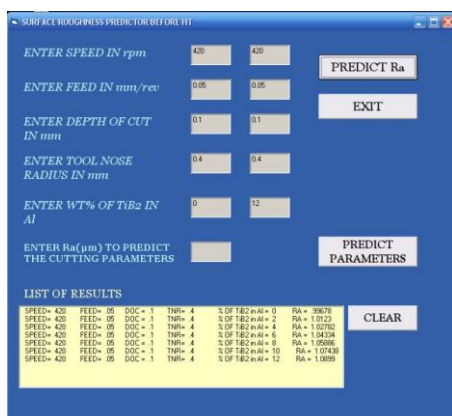 SURFACE ROUGHNESS PREDICTOR BEFORE HT
ENTER SPEED IN rpm 420 420
PREDICT Ra
ENTER FEED IN mm/rev 0.05 0.05
EXIT
ENTER DEPTH OF CUT IN mm 0.1 0.1
ENTER TOOL NOSE RADIUS IN mm 0.4 0.4
ENTER WT% OF TiB2 IN Al 0 12
ENTER Ra(µm) TO PREDICT THE CUTTING PARAMETERS
PREDICT PARAMETERS
LIST OF RESULTS
SPEED= 420 FEED= .05 DOC = .1 TNR= .4 % OF TiB2 in Al = 0 RA = .99678
SPEED= 420 FEED= .05 DOC = .1 TNR= .4 % OF TiB2 in Al = 2 RA = 1.0123
SPEED= 420 FEED= .05 DOC = .1 TNR= .4 % OF TiB2 in Al = 4 RA = 1.02782
SPEED= 420 FEED= .05 DOC = .1 TNR= .4 % OF TiB2 in Al = 6 RA = 1.04334
SPEED= 420 FEED= .05 DOC = .1 TNR= .4 % OF TiB2 in Al = 8 RA = 1.05886
SPEED= 420 FEED= .05 DOC = .1 TNR= .4 % OF TiB2 in Al = 10 RA = 1.07438
SPEED= 420 FEED= .05 DOC = .1 TNR= .4 % OF TiB2 in Al = 12 RA = 1.0899
CLEAR